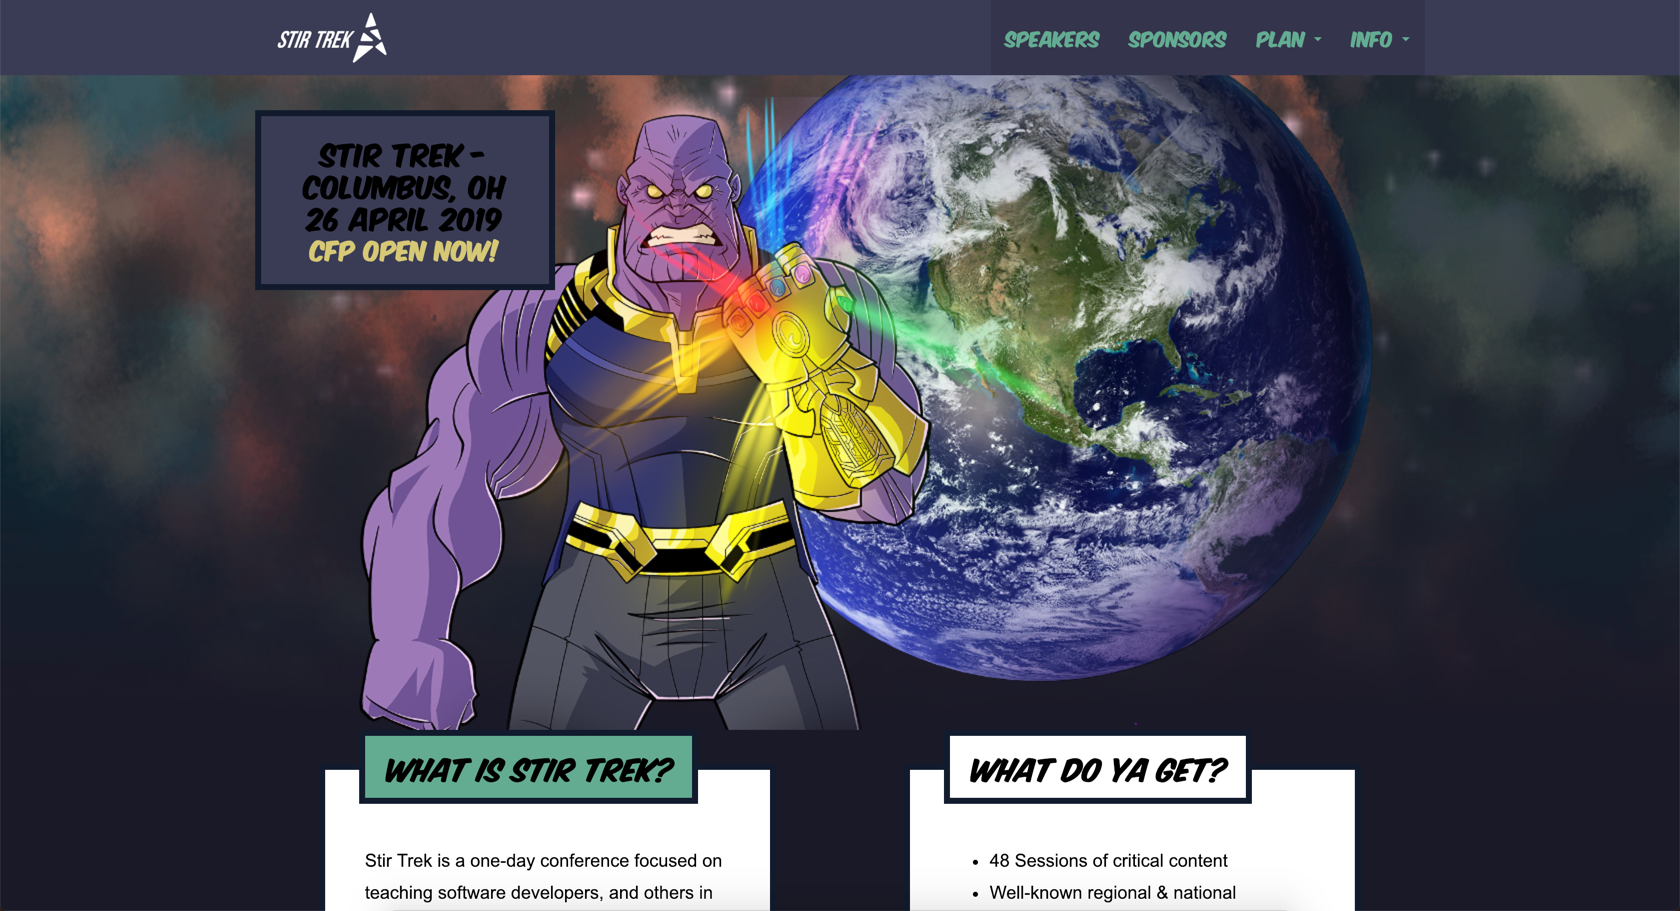 STIR TREK
SPEAKERS
SPONSORS
PLAN
INFO
STIR TREK -
COLUMBUS, OH
26 APRIL 2019
CFP OPEN NOW!
WHAT IS STIR TREK?
Stir Trek is a one-day conference focused on
teaching software developers, and others in
WHAT DO YA GET?
• 48 Sessions of critical content
• Well-known regional & national